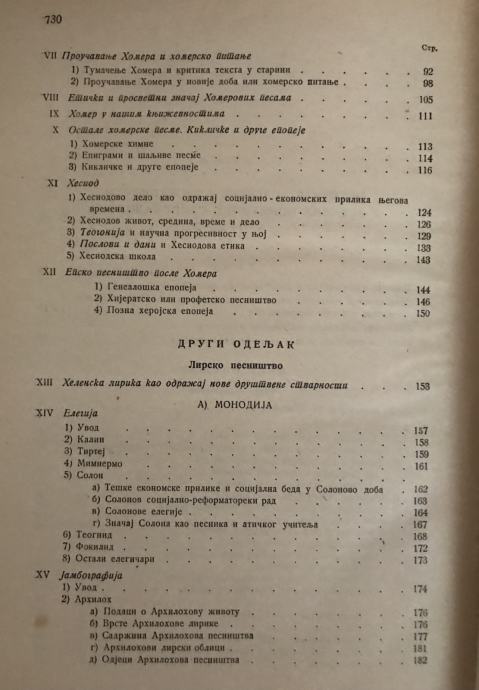 730
Стр.
VII Проучавање Хомера и хомерско питање
1) Тумачење Хомера и критика текста у старини . . . . . 92
2) Проучавање Хомера у новије доба или хомерско питање . . . . 98
VIII Етички и просветни значај Хомерових песама . . . . . . 105
IX Хомер у нашим књижевностима . . . . . . . . 111
X Остале хомерске песме. Кикличке и друге епопеје
1) Хомерске химне . . . . . . . . . . 113
2) Епиграми и шаљиве песме . . . . . . . . 114
3) Кикличке и друге епопеје . . . . . . . . 116
XI Хесиод
1) Хесиодово дело као одражај социјално-економских прилика његова
времена . . . . . . . . . . . 124
2) Хесиодов живот, средина, време и дело . . . . . . 126
3) Теогонија и научна прогресивност у њој . . . . . . 129
4) Послови и дани и Хесиодова етика . . . . . . . 133
5) Хесиодска школа . . . . . . . . . . 143
XII Епско песништво после Хомера
1) Генеалошка епопеја . . . . . . . . . 144
2) Хијератско или профетско песништво . . . . . . 146
4) Позна херојска епопеја . . . . . . . . 150
ДРУГИ ОДЕЉАК
Лирско песништво
XIII Хеленска лирика као одражај нове друштвене стварности . . . 153
А) МОНОДИЈА
XIV Елегија
1) Увод . . . . . . . . . . . 157
2) Калин . . . . . . . . . . . 158
3) Тиртеј . . . . . . . . . . . 159
4) Мимнермо . . . . . . . . . . 161
5) Солон
а) Тешке економске прилике и социјална беда у Солоново доба . 162
б) Солонов социјално-реформаторски рад . . . . . 163
в) Солонове елегије . . . . . . . . . 164
г) Значај Солона као песника и атичког учитеља . . . . 167
6) Теогнид . . . . . . . . . . . 168
7) Фокилид . . . . . . . . . . . 172
8) Остали елегичари . . . . . . . . . 173
XV Јамбографија
1) Увод . . . . . . . . . . . 174
2) Архилох
а) Подаци о Архилохову животу . . . . . . . 176
б) Врсте Архилохове лирике . . . . . . . 176
в) Садржина Архилохова песништва . . . . . . 177
г) Архилохови лирски облици . . . . . . . 181
д) Одјеци Архилохова песништва . . . . . . . 182